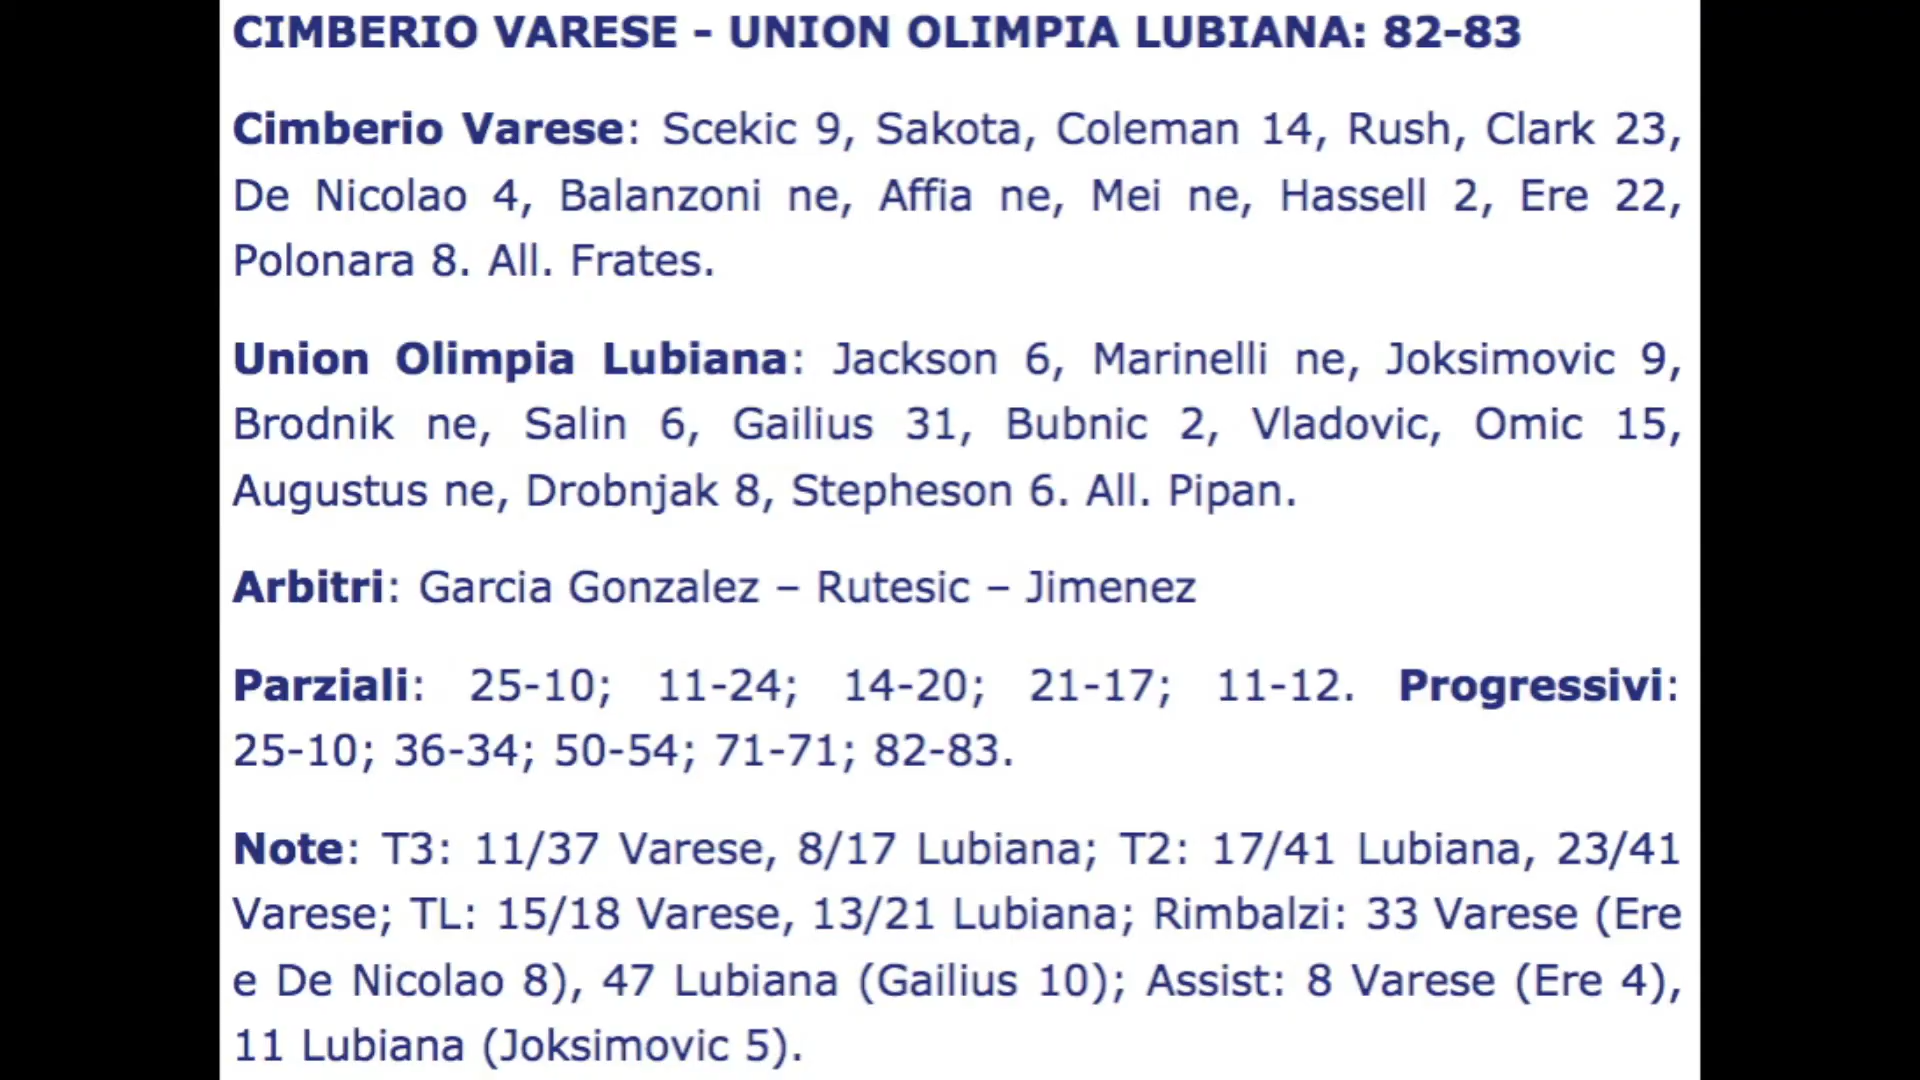 CIMBERIO VARESE - UNION OLIMPIA LUBIANA: 82-83
Cimberio Varese: Scekic 9, Sakota, Coleman 14, Rush, Clark 23,
De Nicolao 4, Balanzoni ne, Affia ne, Mei ne, Hassell 2, Ere 22,
Polonara 8. All. Frates.
Union Olimpia Lubiana: Jackson 6, Marinelli ne, Joksimovic 9,
Brodnik ne, Salin 6, Gailius 31, Bubnic 2, Vladovic, Omic 15,
Augustus ne, Drobnjak 8, Stepheson 6. All. Pipan.
Arbitri: Garcia Gonzalez – Rutesic – Jimenez
Parziali: 25-10; 11-24; 14-20; 21-17; 11-12. Progressivi:
25-10; 36-34; 50-54; 71-71; 82-83.
Note: T3: 11/37 Varese, 8/17 Lubiana; T2: 17/41 Lubiana, 23/41
Varese; TL: 15/18 Varese, 13/21 Lubiana; Rimbalzi: 33 Varese (Ere
e De Nicolao 8), 47 Lubiana (Gailius 10); Assist: 8 Varese (Ere 4),
11 Lubiana (Joksimovic 5).